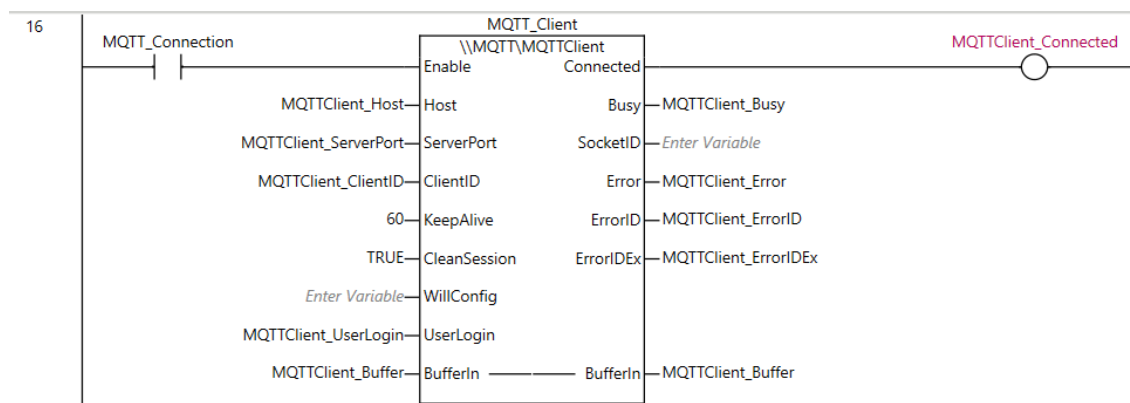 16
MQTT_Client
MQTT_Connection \\MQTT\MQTTClient MQTTClient_Connected
Enable Connected
MQTTClient_Host Host Busy MQTTClient_Busy
MQTTClient_ServerPort ServerPort SocketID Enter Variable
MQTTClient_ClientID ClientID Error MQTTClient_Error
60 KeepAlive ErrorID MQTTClient_ErrorID
TRUE CleanSession ErrorIDEx MQTTClient_ErrorIDEx
Enter Variable WillConfig
MQTTClient_UserLogin UserLogin
MQTTClient_Buffer BufferIn BufferIn MQTTClient_Buffer